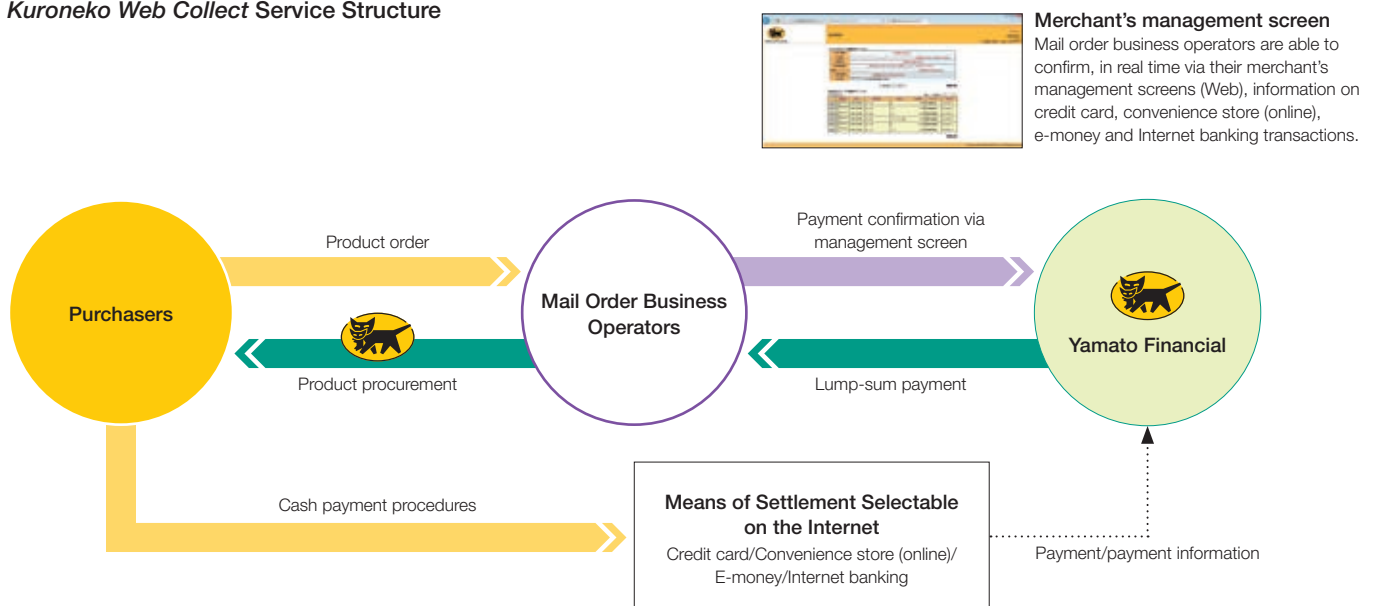 Kuroneko Web Collect Service Structure
Merchant’s management screen
Mail order business operators are able to
confirm, in real time via their merchant’s
management screens (Web), information on
credit card, convenience store (online),
e-money and Internet banking transactions.
Product order
Payment confirmation via
management screen
Purchasers
Mail Order Business
Operators
Yamato Financial
Product procurement
Lump-sum payment
Cash payment procedures
Means of Settlement Selectable
on the Internet
Credit card/Convenience store (online)/
E-money/Internet banking
Payment/payment information